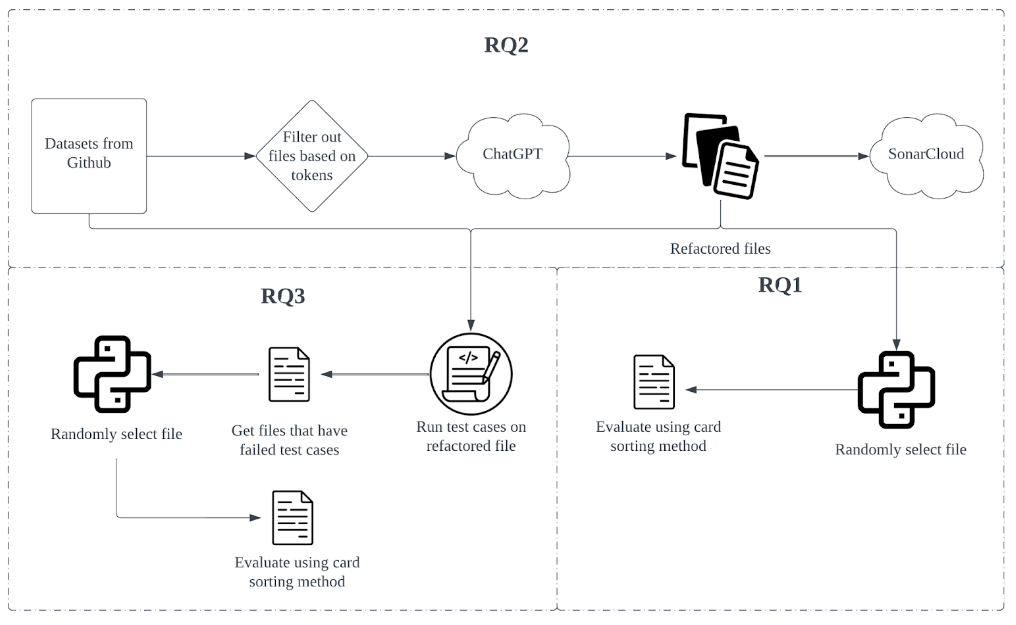 RQ2
Datasets from
Github
Filter out
files based on
tokens
ChatGPT
SonarCloud
Refactored files
RQ3
</>
Run test cases on
refactored file
Get files that have
failed test cases
Randomly select file
Evaluate using card
sorting method
RQ1
Randomly select file
Evaluate using card
sorting method